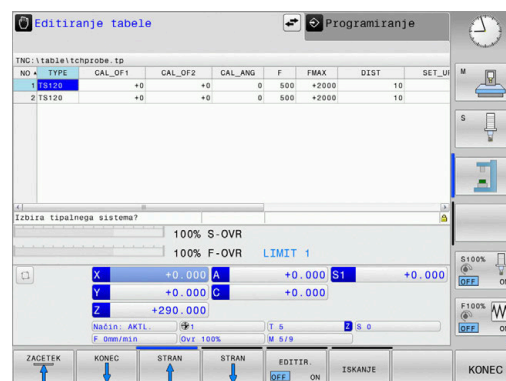 Editiranje tabele
Programiranje
TNC:\table\tchprobe.tp
NO TYPE CAL_OF1 CAL_OF2 CAL_ANG F FMAX DIST
1 TS120 +0 +0 0 500 +2000 10
2 TS120 +0 +0 0 500 +2000 10
Izbira tipalnega sistema?
100% S-OVR
100% F-OVR LIMIT 1
X +0.000 A +0.000 S1 +0.000
Y +0.000 C +0.000
Z +290.000
Način: AKTL. 1 T 5 Z S 0
F 0mm/min Ovr 100% M 5/9
M
S
S100%
OFF
F100%
OFF
ZACETEK
KONEC
STRAN
STRAN
EDITIR.
OFF ON
ISKANJE
KONEC